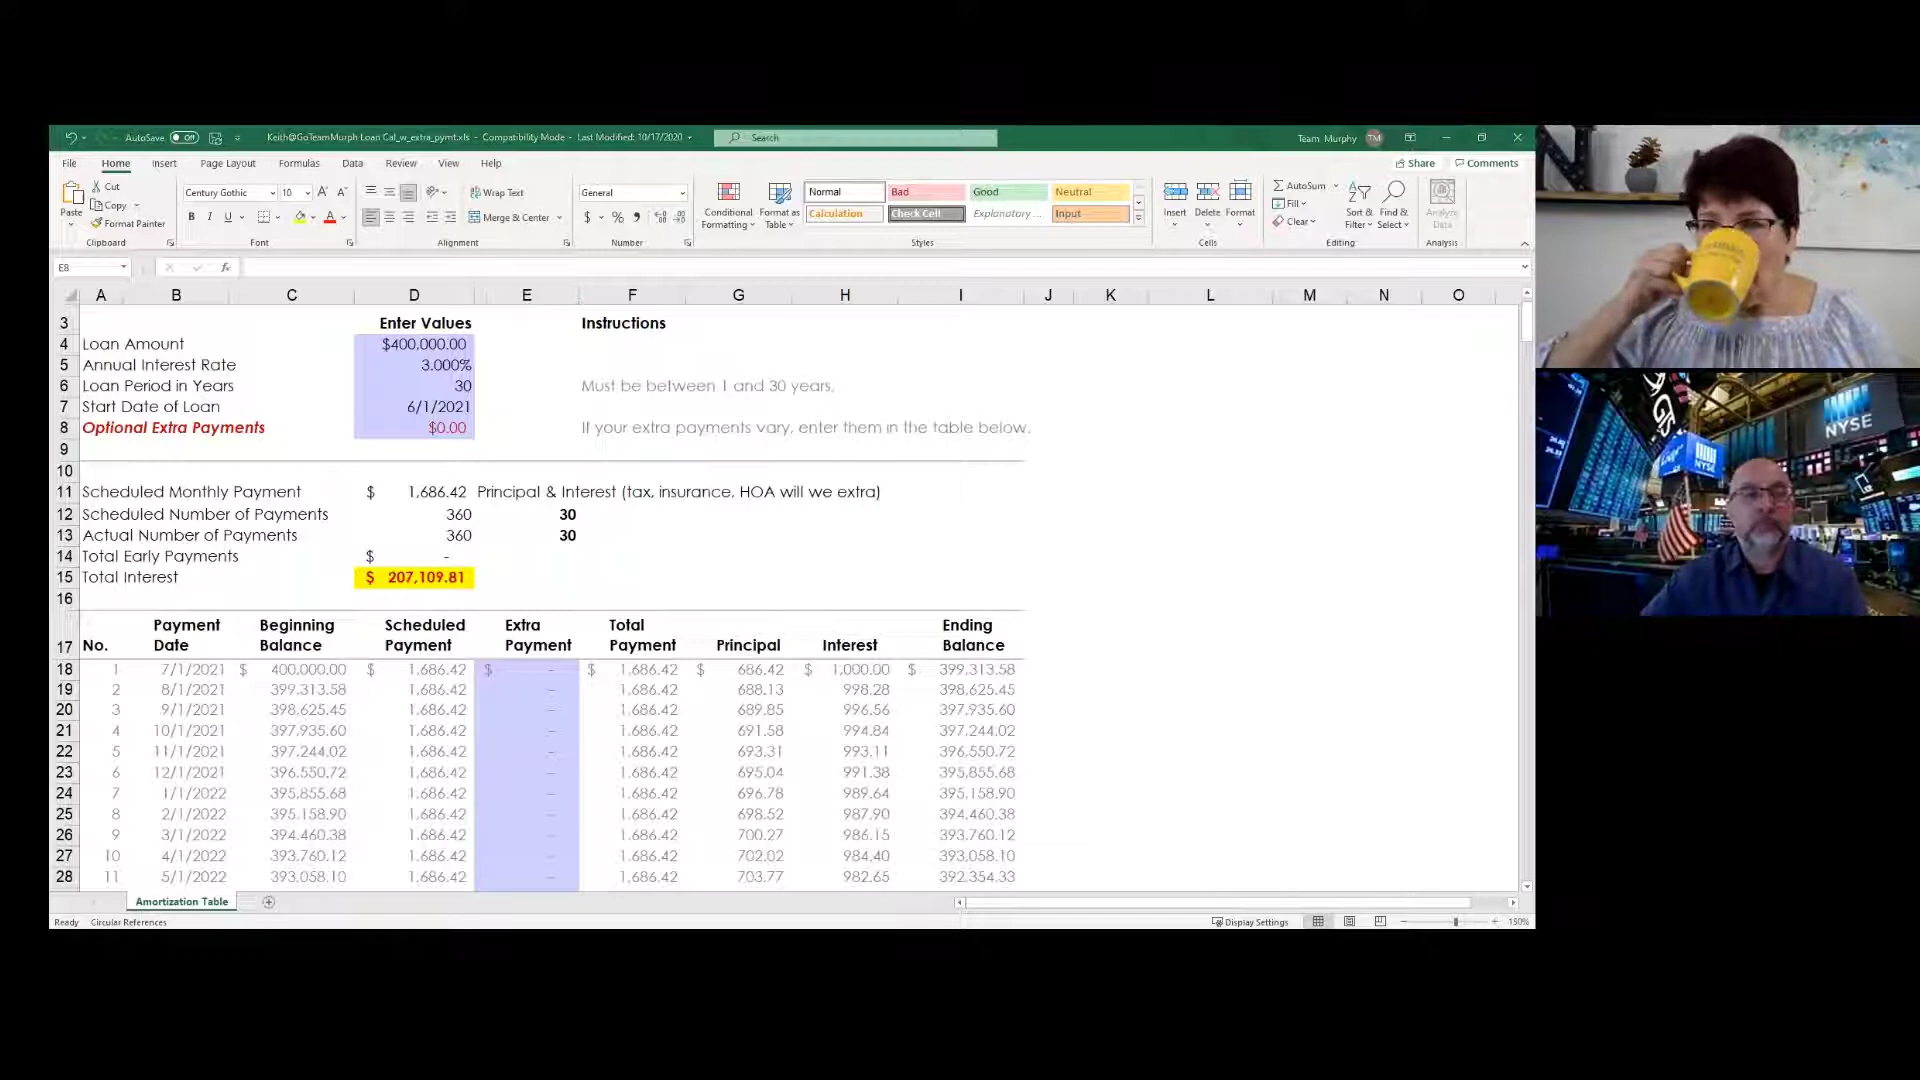 AutoSave Off Keith@GoTeamMurph Loan Cal_w_extra_pymt.xls - Compatibility Mode - Last Modified: 10/17/2020 Search Team Murphy TM
File Home Insert Page Layout Formulas Data Review View Help Share Comments
Cut Century Gothic 10 Wrap Text General Normal Bad Good Neutral AutoSum
Copy Fill
Paste Format Painter B I U Merge & Center $ % Conditional Formatting Format as Table Calculation Check Cell Explanatory ... Input Insert Delete Format Clear Sort & Filter Find & Select Analyze Data
Clipboard Font Alignment Number Styles Cells Editing Analysis
E8 fx
A B C D E F G H I J K L M N O
3 Enter Values Instructions
4 Loan Amount $400,000.00
5 Annual Interest Rate 3.000%
6 Loan Period in Years 30 Must be between 1 and 30 years.
7 Start Date of Loan 6/1/2021
8 Optional Extra Payments $0.00 If your extra payments vary, enter them in the table below.
9
10
11 Scheduled Monthly Payment $ 1,686.42 Principal & Interest (tax, insurance, HOA will we extra)
12 Scheduled Number of Payments 360 30
13 Actual Number of Payments 360 30
14 Total Early Payments $ -
15 Total Interest $ 207,109.81
16
Payment Beginning Scheduled Extra Total Ending
17 No. Date Balance Payment Payment Payment Principal Interest Balance
18 1 7/1/2021 $ 400,000.00 $ 1,686.42 $ - $ 1,686.42 $ 686.42 $ 1,000.00 $ 399,313.58
19 2 8/1/2021 399,313.58 1,686.42 - 1,686.42 688.13 998.28 398,625.45
20 3 9/1/2021 398,625.45 1,686.42 - 1,686.42 689.85 996.56 397,935.60
21 4 10/1/2021 397,935.60 1,686.42 - 1,686.42 691.58 994.84 397,244.02
22 5 11/1/2021 397,244.02 1,686.42 - 1,686.42 693.31 993.11 396,550.72
23 6 12/1/2021 396,550.72 1,686.42 - 1,686.42 695.04 991.38 395,855.68
24 7 1/1/2022 395,855.68 1,686.42 - 1,686.42 696.78 989.64 395,158.90
25 8 2/1/2022 395,158.90 1,686.42 - 1,686.42 698.52 987.90 394,460.38
26 9 3/1/2022 394,460.38 1,686.42 - 1,686.42 700.27 986.15 393,760.12
27 10 4/1/2022 393,760.12 1,686.42 - 1,686.42 702.02 984.40 393,058.10
28 11 5/1/2022 393,058.10 1,686.42 - 1,686.42 703.77 982.65 392,354.33
Amortization Table
Ready Circular References Display Settings 150%
NYSE
NYSE